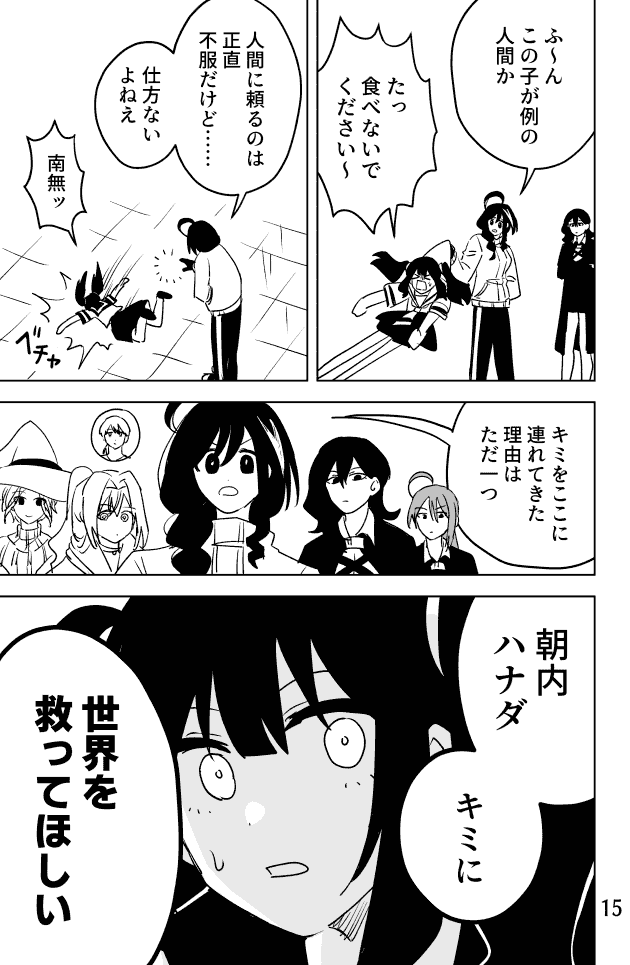 ふ〜ん
この子が例の
人間か
たっ
食べないで
ください〜
人間に頼るのは
正直
不服だけど……
仕方ない
よねえ
南無ッ
ベチャ
キミをここに
連れてきた
理由は
ただ一つ
朝内
ハナダ
キミに
世界を
救ってほしい
15